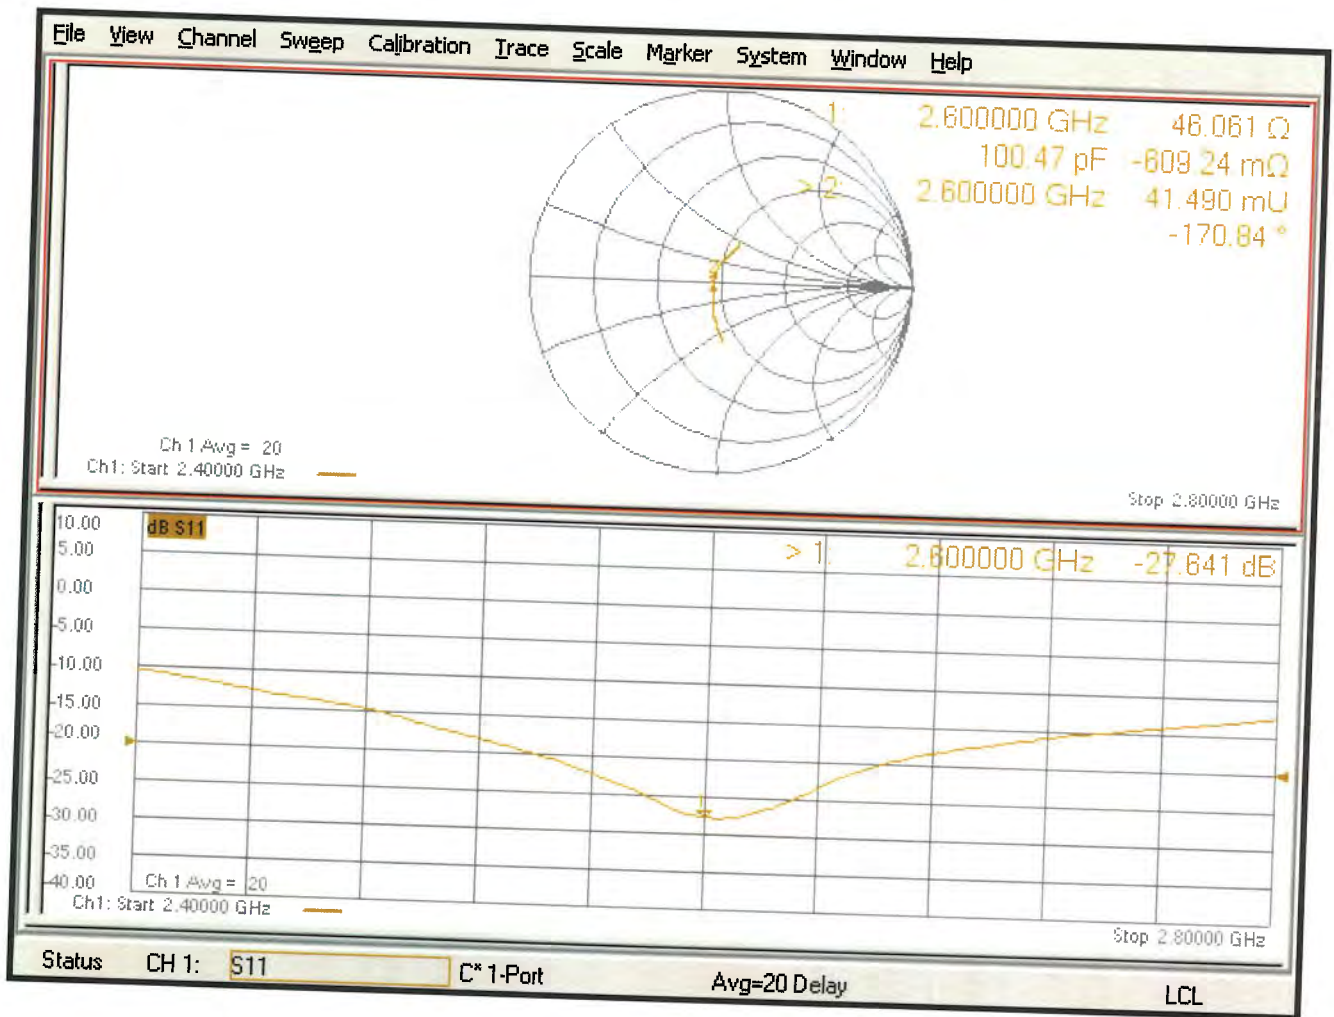 File View Channel Sweep Calibration Trace Scale Marker System Window Help
1: 2.600000 GHz 46.061 Ω
100.47 pF -609.24 mΩ
> 2: 2.600000 GHz 41.490 mU
-170.84 °
2
Ch 1 Avg = 20
Ch1: Start 2.40000 GHz
Stop 2.80000 GHz
10.00
dB S11
> 1: 2.600000 GHz -27.641 dB
5.00
0.00
-5.00
-10.00
-15.00
-20.00
-25.00
1
-30.00
-35.00
-40.00
Ch 1 Avg = 20
Ch1: Start 2.40000 GHz
Stop 2.80000 GHz
Status CH 1: S11 C* 1-Port Avg=20 Delay LCL